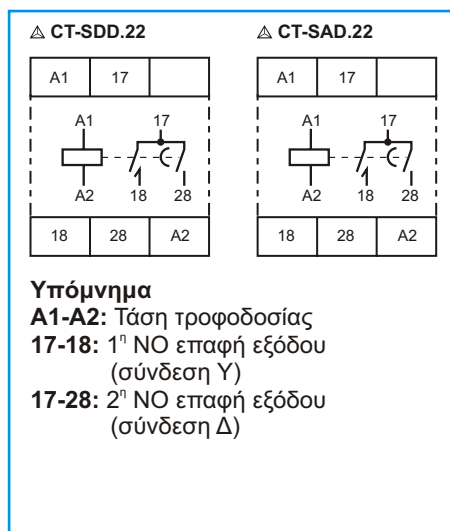 ⚠ CT-SDD.22
A1 17
A1 17
A2 18 28
18 28 A2
⚠ CT-SAD.22
A1 17
A1 17
A2 18 28
18 28 A2
Υπόμνημα
A1-A2: Τάση τροφοδοσίας
17-18: 1η NO επαφή εξόδου
(σύνδεση Υ)
17-28: 2η NO επαφή εξόδου
(σύνδεση Δ)